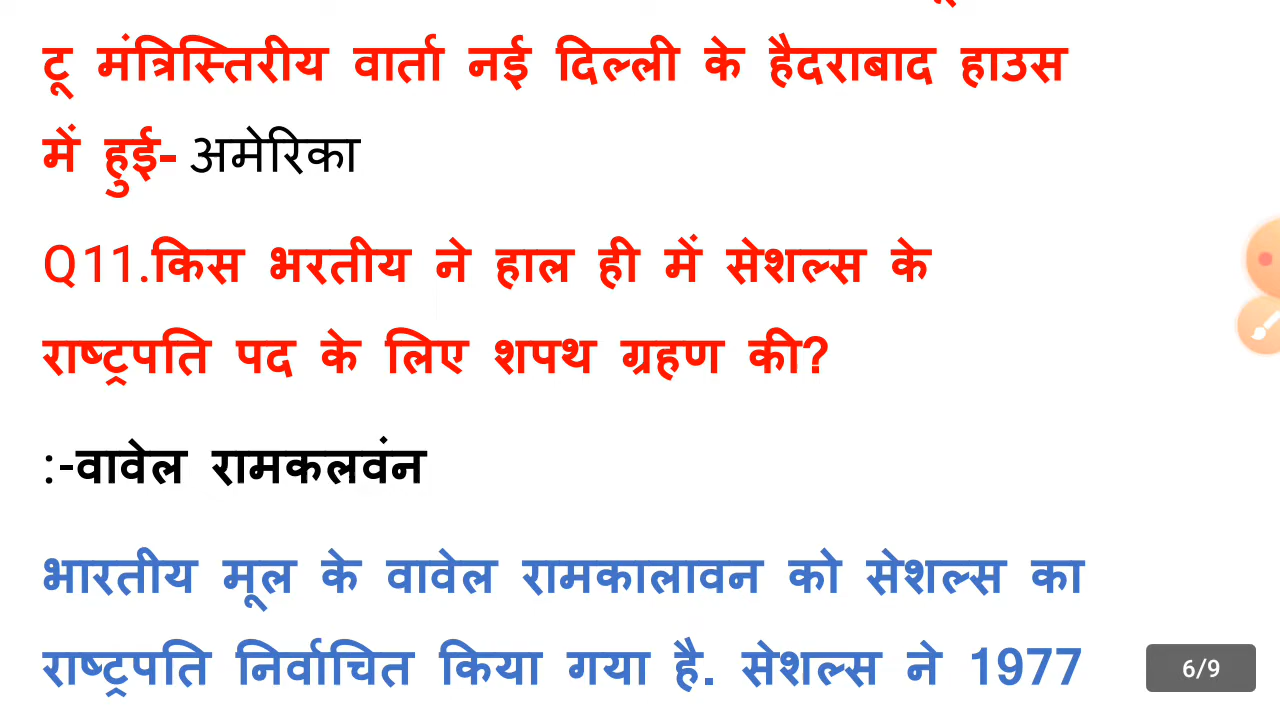 टू मंत्रिस्तिरीय वार्ता नई दिल्ली के हैदराबाद हाउस
में हुई- अमेरिका
Q11.किस भरतीय ने हाल ही में सेशल्स के
राष्ट्रपति पद के लिए शपथ ग्रहण की?
:-वावेल रामकलवंन
भारतीय मूल के वावेल रामकालावन को सेशल्स का
राष्ट्रपति निर्वाचित किया गया है. सेशल्स ने 1977
6/9